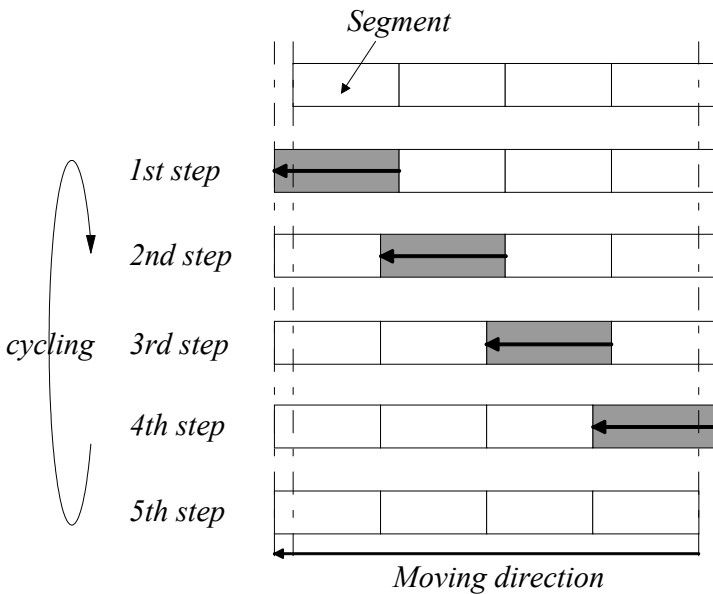 Segment
1st step
2nd step
cycling 3rd step
4th step
5th step
Moving direction